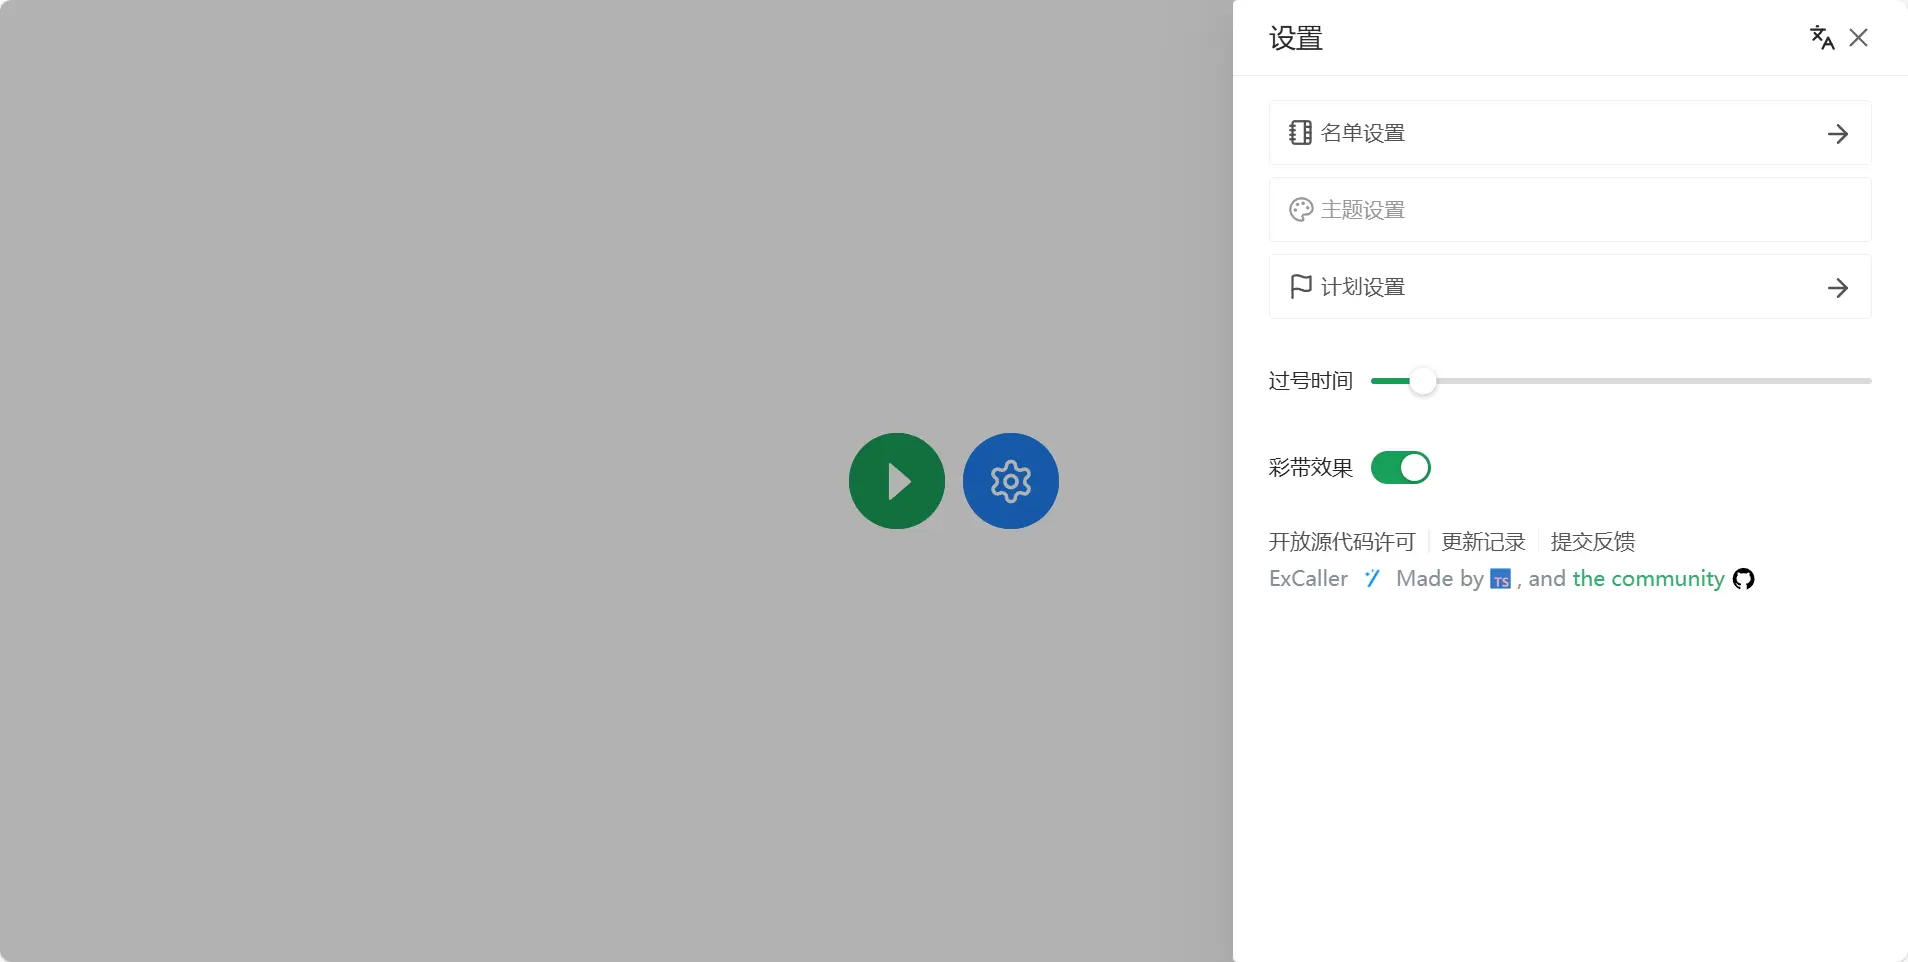 设置
名单设置
主题设置
计划设置
过号时间
彩带效果
开放源代码许可 更新记录 提交反馈
ExCaller Made by TS , and the community